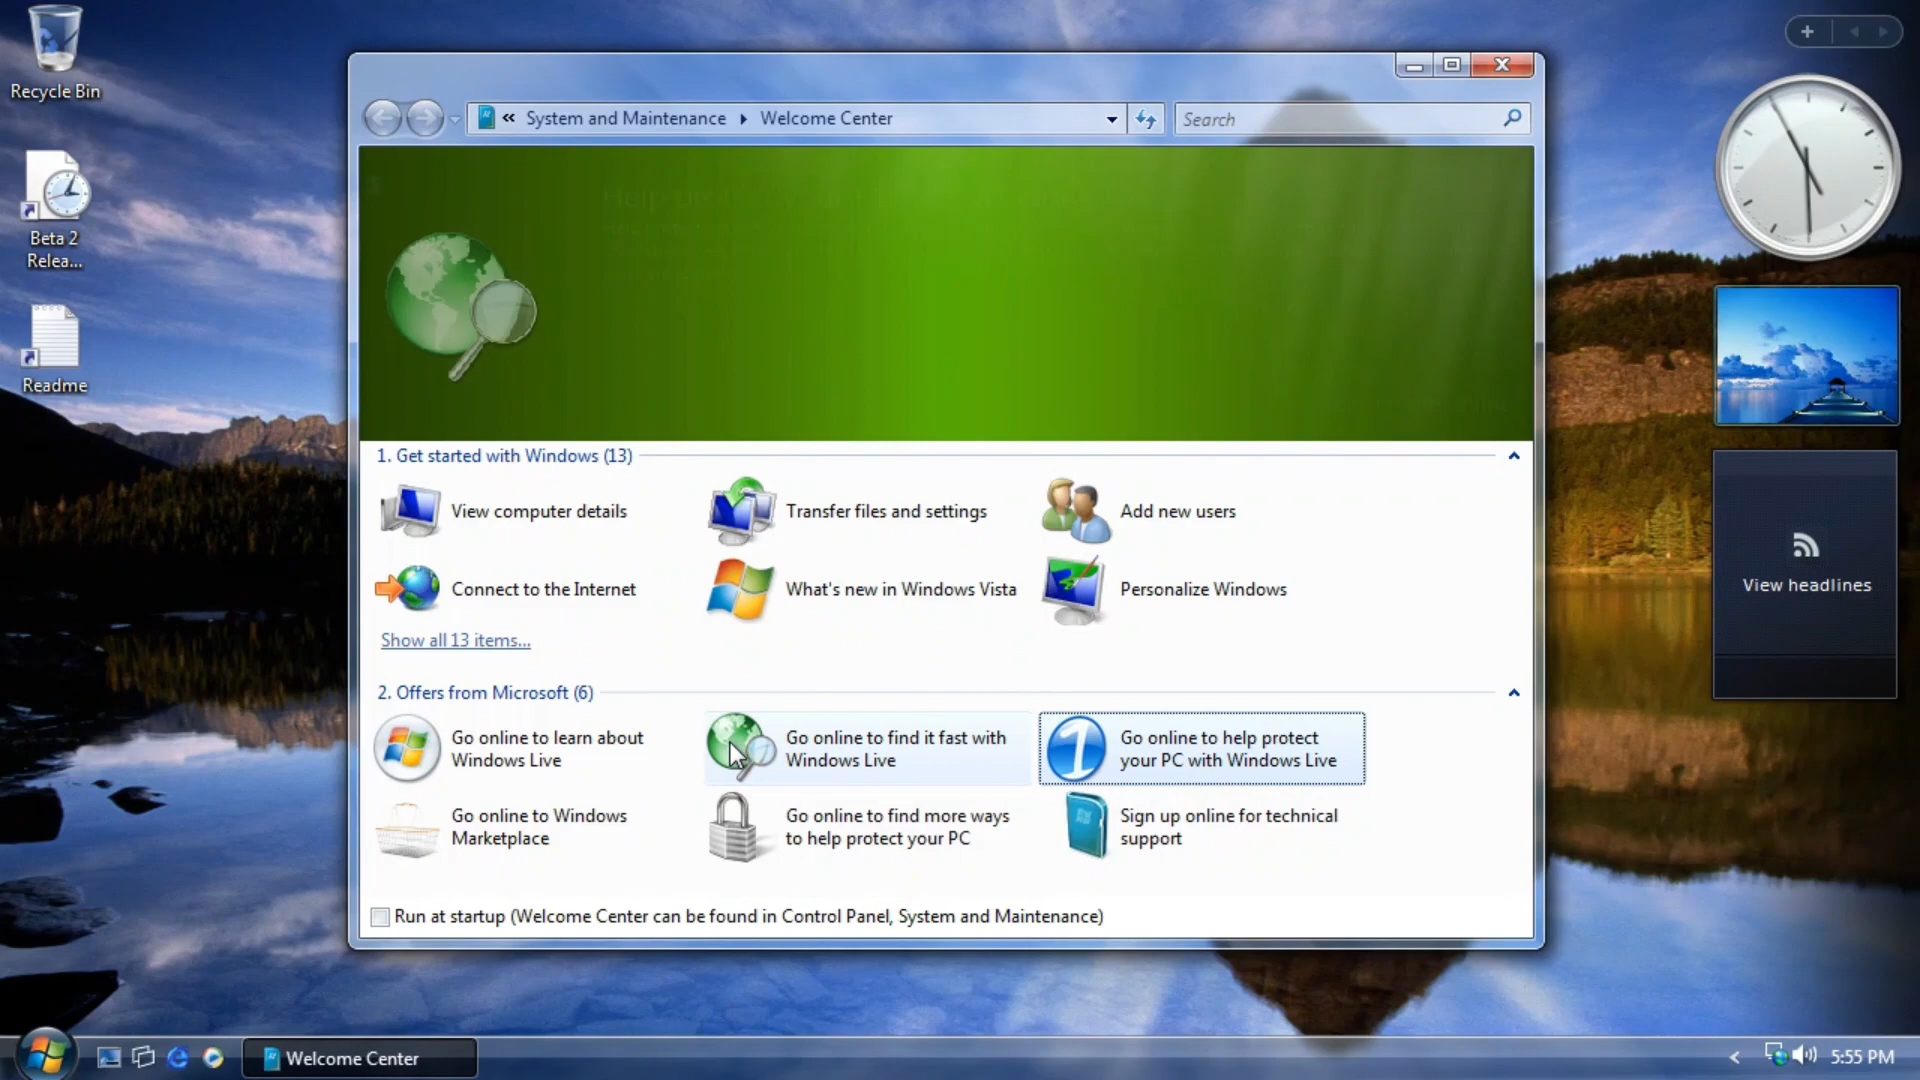 Recycle Bin
Beta 2
Relea...
Readme
« System and Maintenance ▸ Welcome Center
Search
1. Get started with Windows (13)
View computer details
Transfer files and settings
Add new users
Connect to the Internet
What's new in Windows Vista
Personalize Windows
Show all 13 items...
2. Offers from Microsoft (6)
Go online to learn about
Windows Live
Go online to find it fast with
Windows Live
1
Go online to help protect
your PC with Windows Live
Go online to Windows
Marketplace
Go online to find more ways
to help protect your PC
Sign up online for technical
support
Run at startup (Welcome Center can be found in Control Panel, System and Maintenance)
View headlines
Welcome Center
5:55 PM